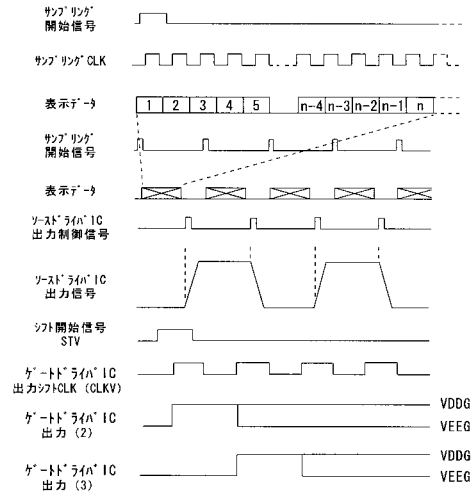 サンプリング
開始信号
サンプリングCLK
表示データ
1 2 3 4 5 n-4 n-3 n-2 n-1 n
サンプリング
開始信号
表示データ
ソースドライバIC
出力制御信号
ソースドライバIC
出力信号
シフト開始信号
STV
ゲートドライバIC
出力シフトCLK (CLKV)
ゲートドライバIC
出力 (2)
VDDG
VEEG
ゲートドライバIC
出力 (3)
VDDG
VEEG